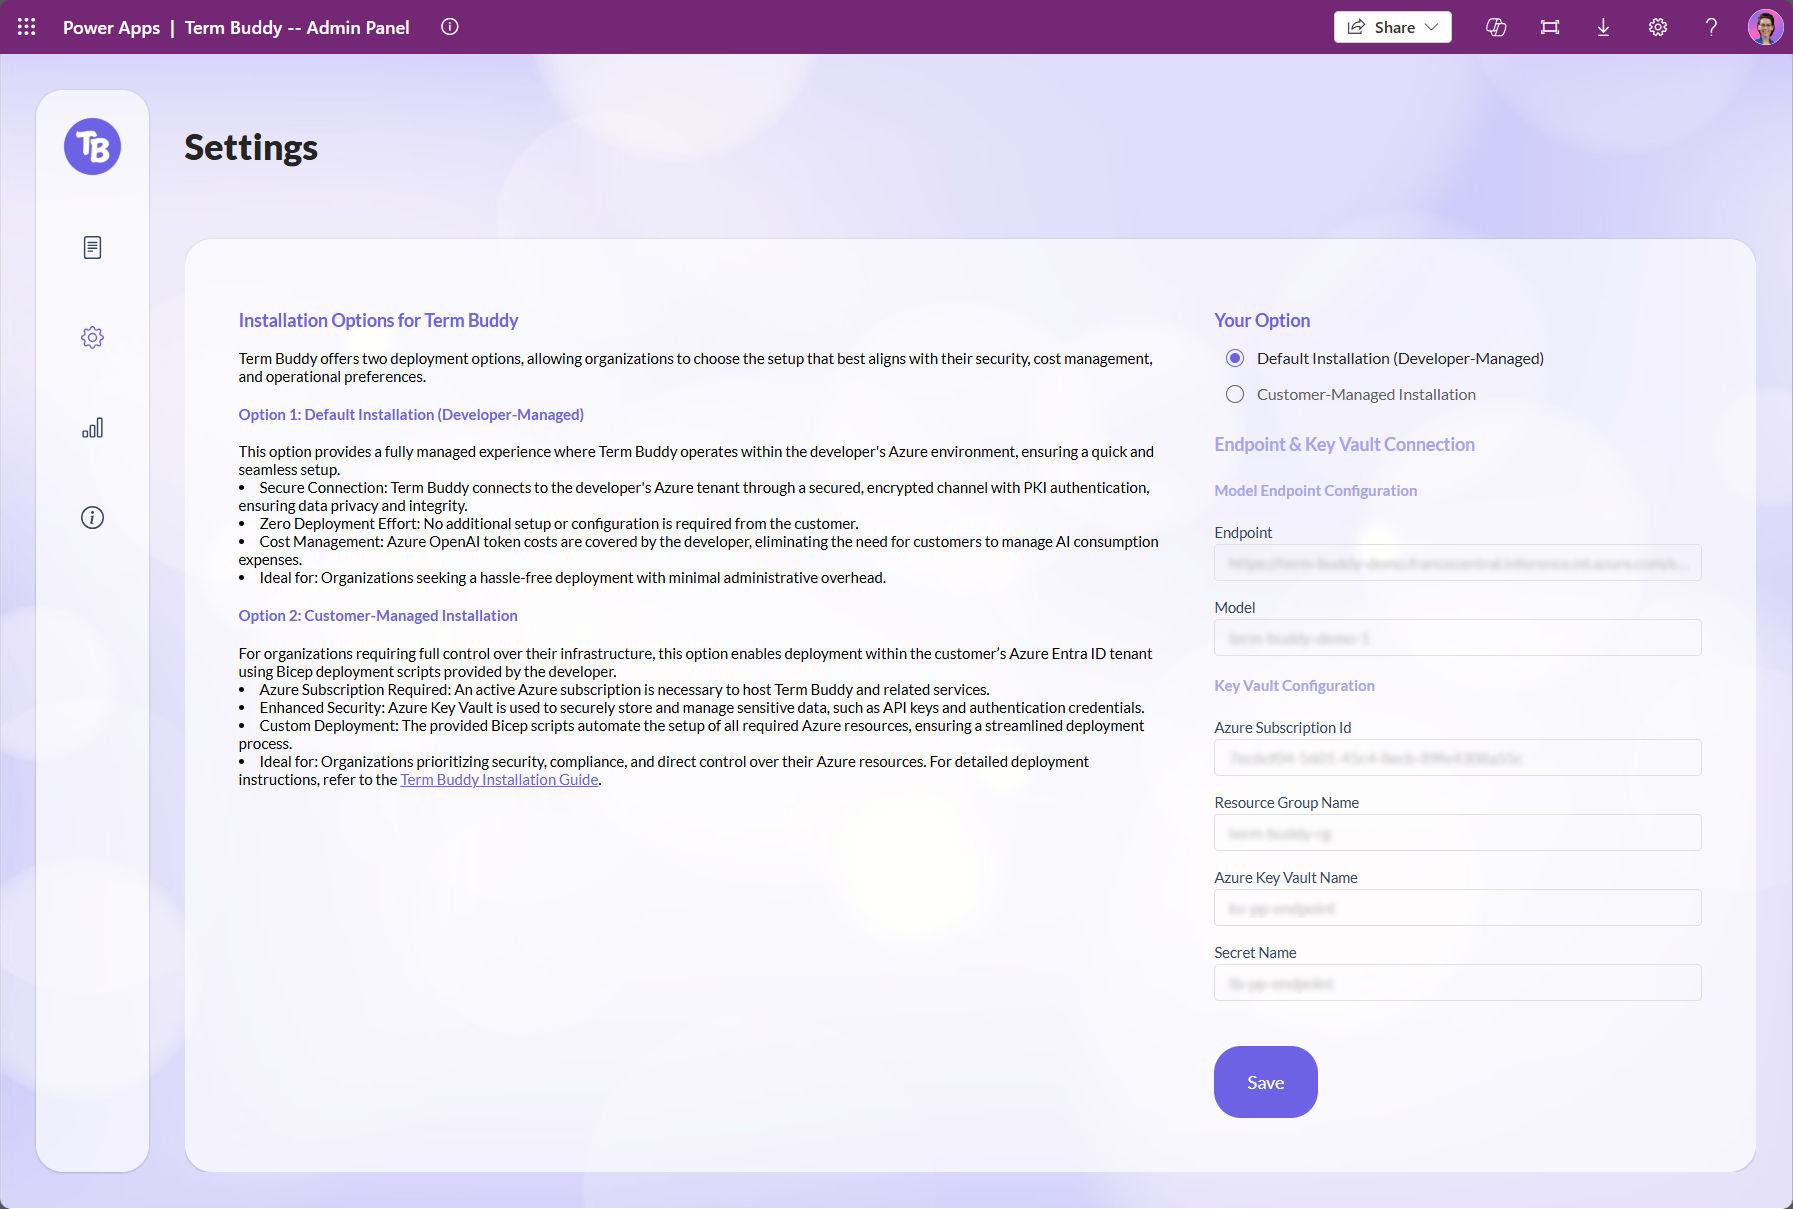 Power Apps | Term Buddy -- Admin Panel
Share
TB
Settings
Installation Options for Term Buddy
Term Buddy offers two deployment options, allowing organizations to choose the setup that best aligns with their security, cost management,
and operational preferences.
Option 1: Default Installation (Developer-Managed)
This option provides a fully managed experience where Term Buddy operates within the developer's Azure environment, ensuring a quick and
seamless setup.
• Secure Connection: Term Buddy connects to the developer's Azure tenant through a secured, encrypted channel with PKI authentication,
ensuring data privacy and integrity.
• Zero Deployment Effort: No additional setup or configuration is required from the customer.
• Cost Management: Azure OpenAI token costs are covered by the developer, eliminating the need for customers to manage AI consumption
expenses.
• Ideal for: Organizations seeking a hassle-free deployment with minimal administrative overhead.
Option 2: Customer-Managed Installation
For organizations requiring full control over their infrastructure, this option enables deployment within the customer’s Azure Entra ID tenant
using Bicep deployment scripts provided by the developer.
• Azure Subscription Required: An active Azure subscription is necessary to host Term Buddy and related services.
• Enhanced Security: Azure Key Vault is used to securely store and manage sensitive data, such as API keys and authentication credentials.
• Custom Deployment: The provided Bicep scripts automate the setup of all required Azure resources, ensuring a streamlined deployment
process.
• Ideal for: Organizations prioritizing security, compliance, and direct control over their Azure resources. For detailed deployment
instructions, refer to the Term Buddy Installation Guide.
Your Option
Default Installation (Developer-Managed)
Customer-Managed Installation
Endpoint & Key Vault Connection
Model Endpoint Configuration
Endpoint
Model
Key Vault Configuration
Azure Subscription Id
Resource Group Name
Azure Key Vault Name
Secret Name
Save